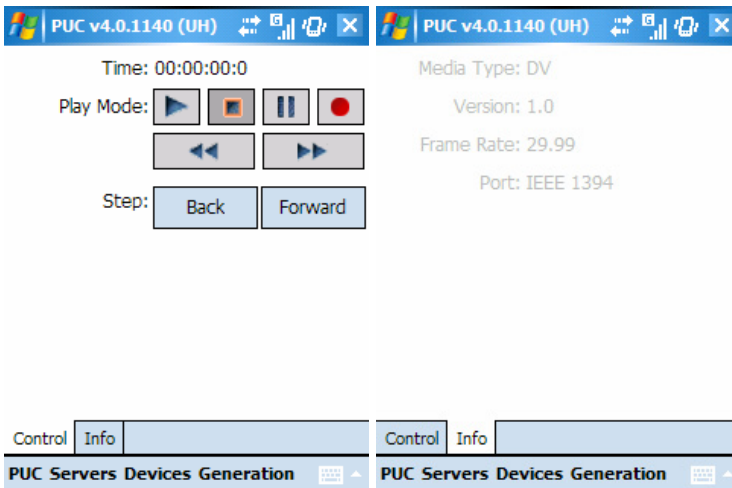 PUC v4.0.1140 (UH)
Time: 00:00:00:0
Play Mode:
Step: Back Forward
Control Info
PUC Servers Devices Generation
PUC v4.0.1140 (UH)
Media Type: DV
Version: 1.0
Frame Rate: 29.99
Port: IEEE 1394
Control Info
PUC Servers Devices Generation